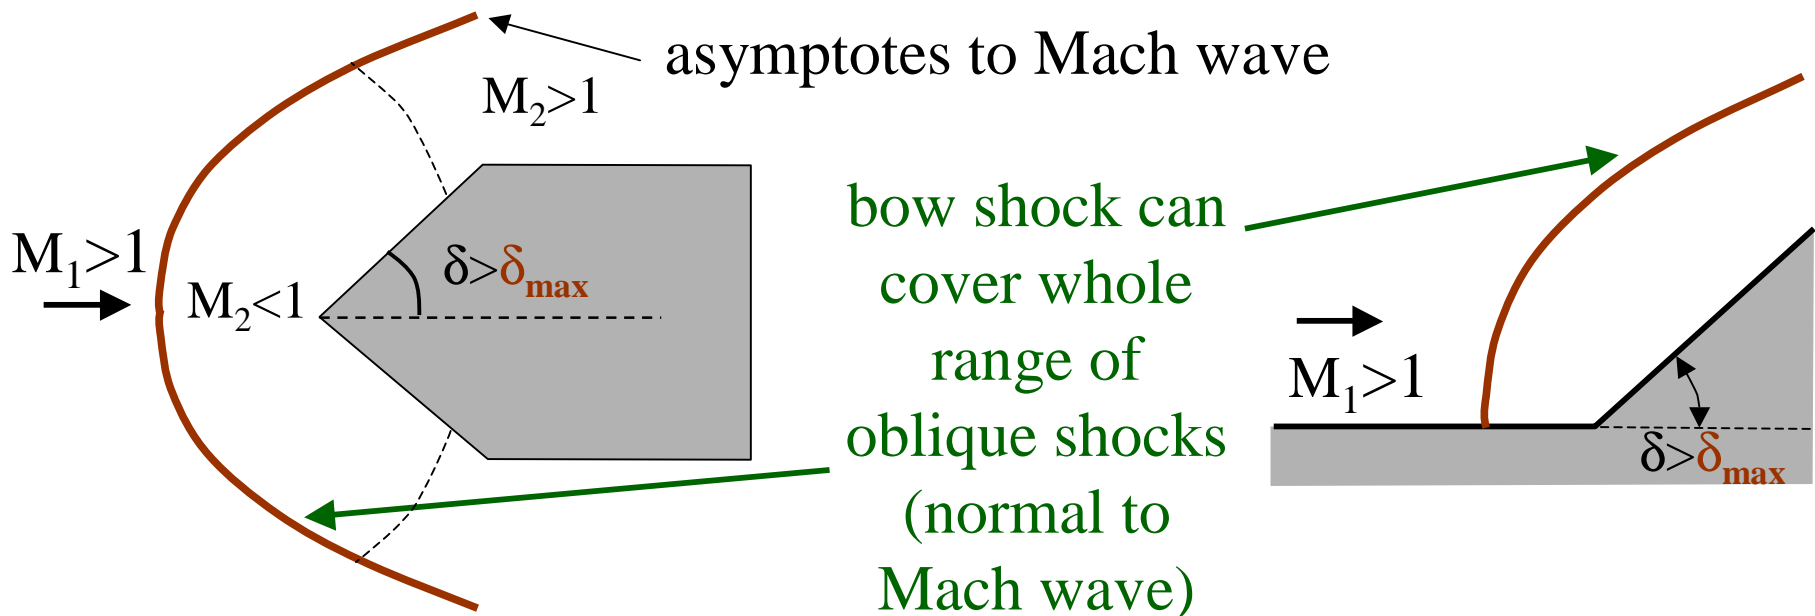 asymptotes to Mach wave
M₂>1
M₁>1
M₂<1
δ>δmax
bow shock can
cover whole
range of
oblique shocks
(normal to
Mach wave)
M₁>1
δ>δmax